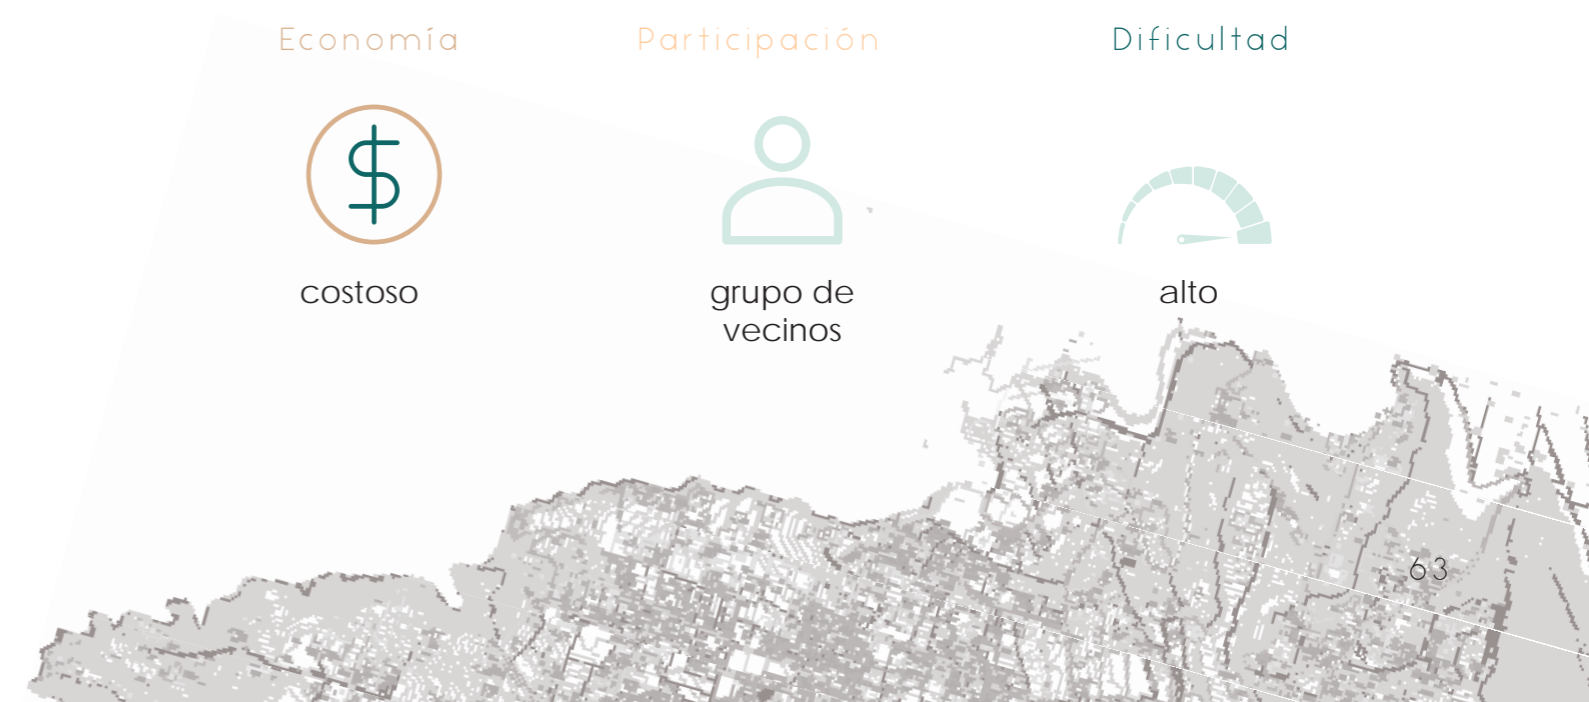 Economía
Participación
Dificultad
$
costoso
grupo de
vecinos
alto
63